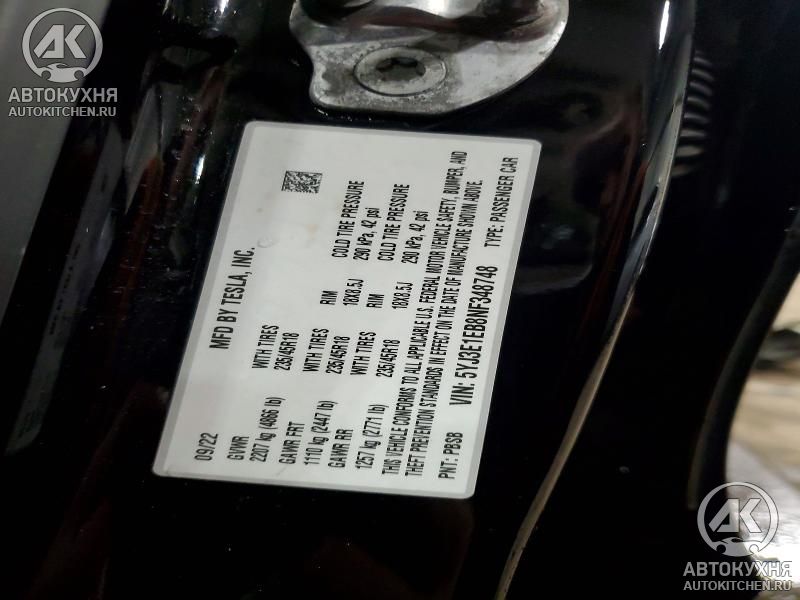 AK
АВТОКУХНЯ
AUTOKITCHEN.RU
MFD BY TESLA, INC.
09/22
GVWR
2207 kg (4866 lb)
GAWR FRT WITH TIRES RIM COLD TIRE PRESSURE
1110 kg (2447 lb) 235/45R18 18X8.5J 290 kPa, 42 psi
GAWR RR WITH TIRES RIM COLD TIRE PRESSURE
1257 kg (2771 lb) 235/45R18 18X8.5J 290 kPa, 42 psi
THIS VEHICLE CONFORMS TO ALL APPLICABLE U.S. FEDERAL MOTOR VEHICLE SAFETY, BUMPER, AND
THEFT PREVENTION STANDARDS IN EFFECT ON THE DATE OF MANUFACTURE SHOWN ABOVE.
PNT: PBSB VIN: 5YJ3E1EB8NF348748 TYPE: PASSENGER CAR
AK
АВТОКУХНЯ
AUTOKITCHEN.RU